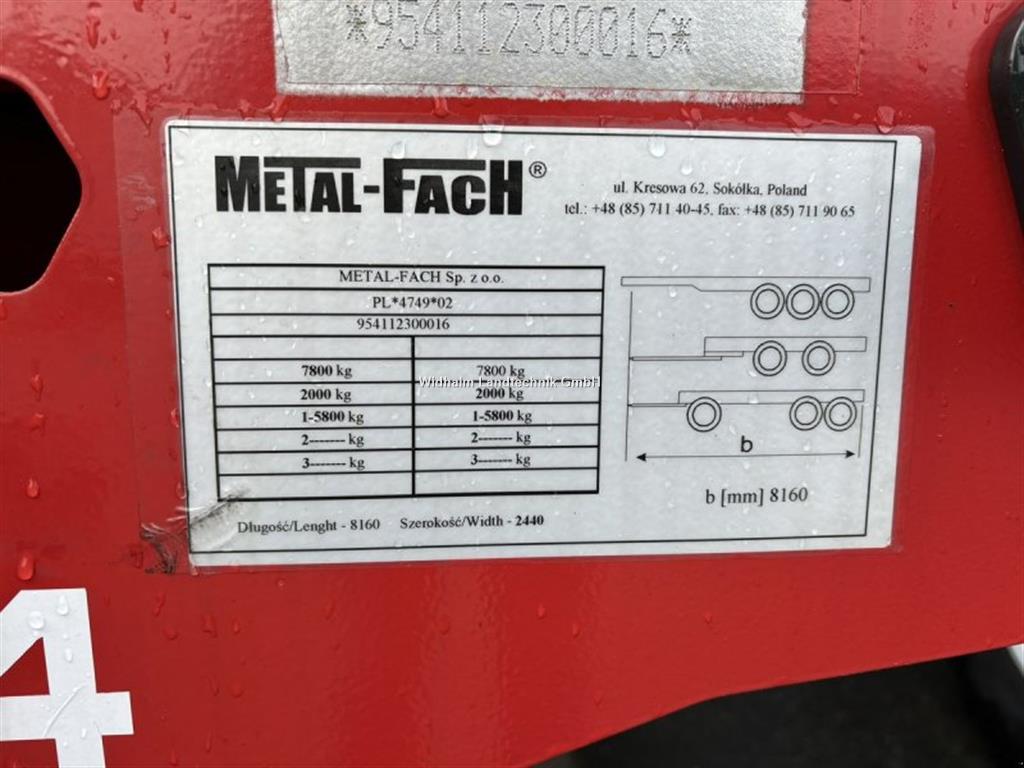 *954112300016*
METAL-FACH®
ul. Kresowa 62, Sokółka, Poland
tel.: +48 (85) 711 40-45, fax: +48 (85) 711 90 65
METAL-FACH Sp. z o.o.
PL*4749*02
954112300016
7800 kg 7800 kg
Widhalm Landtechnik GmbH
2000 kg 2000 kg
1-5800 kg 1-5800 kg
2------- kg 2------- kg
3------- kg 3------- kg
b
b [mm] 8160
Długość/Lenght - 8160 Szerokość/Width - 2440
4